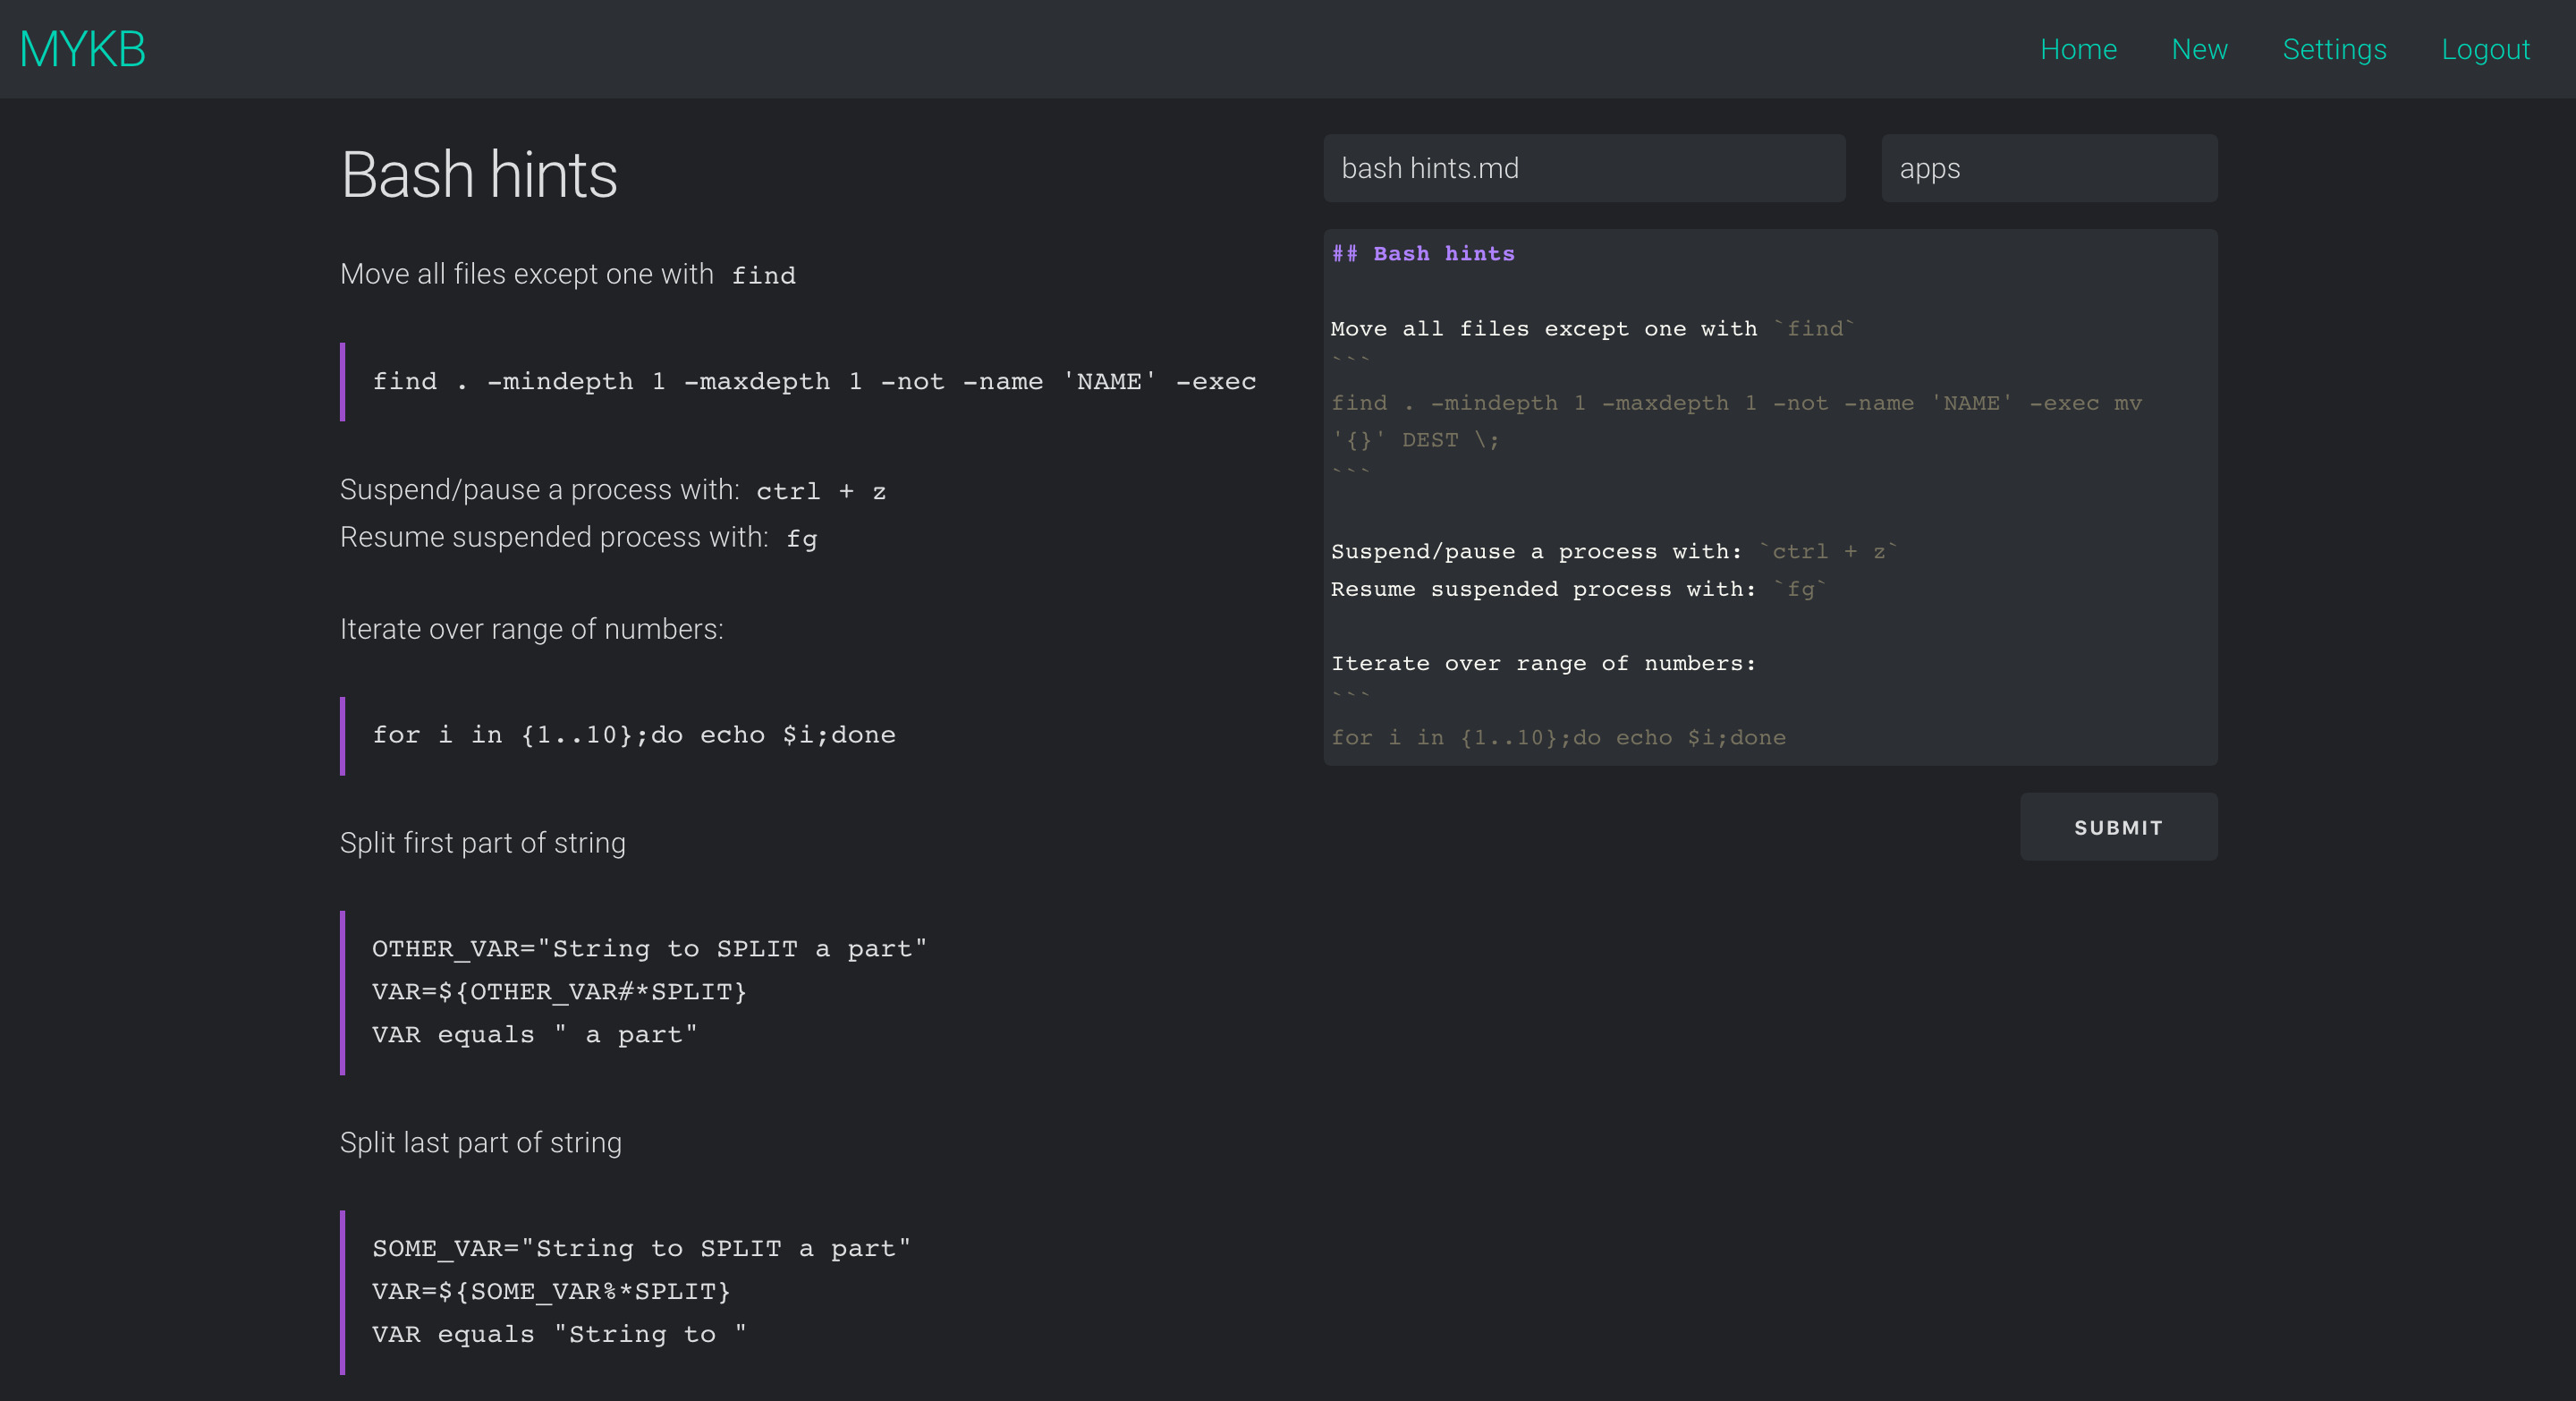 MYKB
Home New Settings Logout
Bash hints
Move all files except one with find
find . -mindepth 1 -maxdepth 1 -not -name 'NAME' -exec
Suspend/pause a process with: ctrl + z
Resume suspended process with: fg
Iterate over range of numbers:
for i in {1..10};do echo $i;done
Split first part of string
OTHER_VAR="String to SPLIT a part"
VAR=${OTHER_VAR#*SPLIT}
VAR equals " a part"
Split last part of string
SOME_VAR="String to SPLIT a part"
VAR=${SOME_VAR%*SPLIT}
VAR equals "String to "
bash hints.md
apps
## Bash hints
Move all files except one with `find`
```
find . -mindepth 1 -maxdepth 1 -not -name 'NAME' -exec mv
'{}' DEST \;
```
Suspend/pause a process with: `ctrl + z`
Resume suspended process with: `fg`
Iterate over range of numbers:
```
for i in {1..10};do echo $i;done
SUBMIT